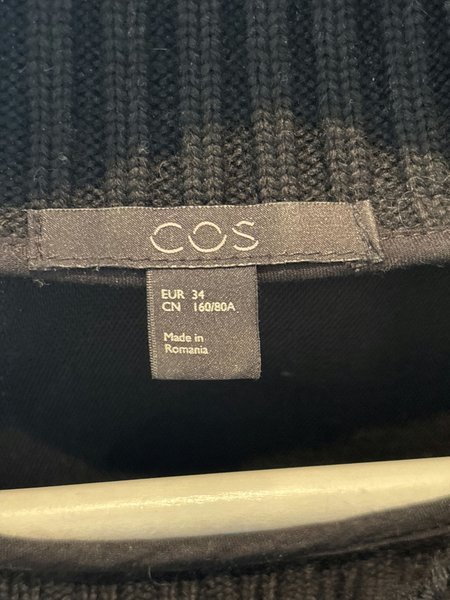 COS
EUR 34
CN 160/80A
Made in
Romania